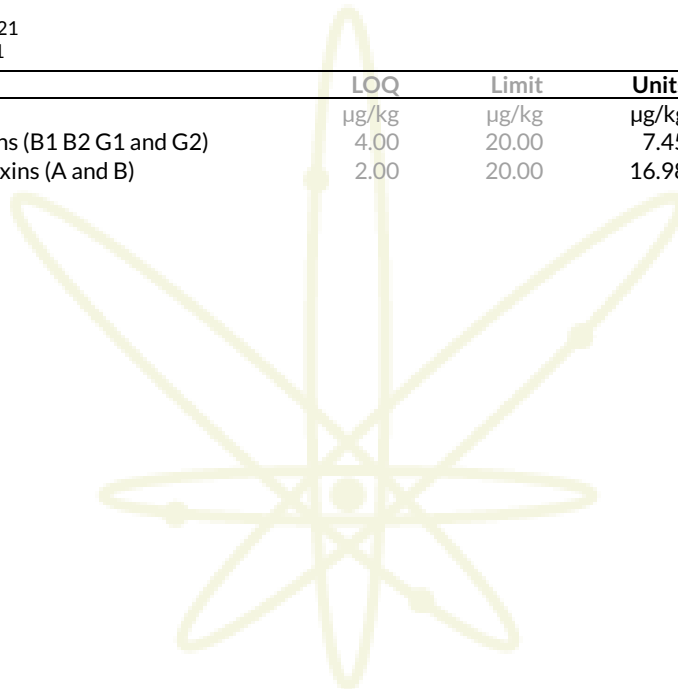 21
1
LOQ Limit Unit
µg/kg µg/kg µg/kg
ns (B1 B2 G1 and G2) 4.00 20.00 7.45
xins (A and B) 2.00 20.00 16.98